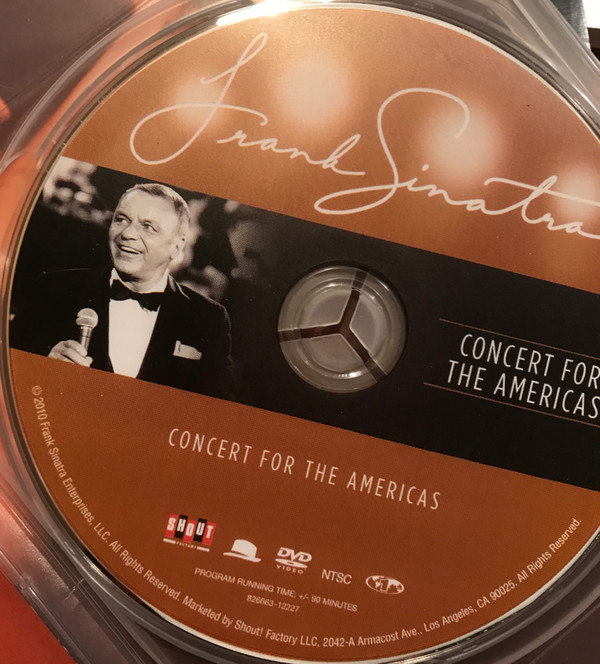 Frank Sinatra
CONCERT FOR
THE AMERICAS
CONCERT FOR THE AMERICAS
SHOUT
FACTORY
DVD
VIDEO
NTSC
PROGRAM RUNNING TIME: +/- 90 MINUTES
826663-12227
© 2010 Frank Sinatra Enterprises, LLC. All Rights Reserved. Marketed by Shout! Factory LLC, 2042-A Armacost Ave., Los Angeles, CA 90025. All Rights Reserved.